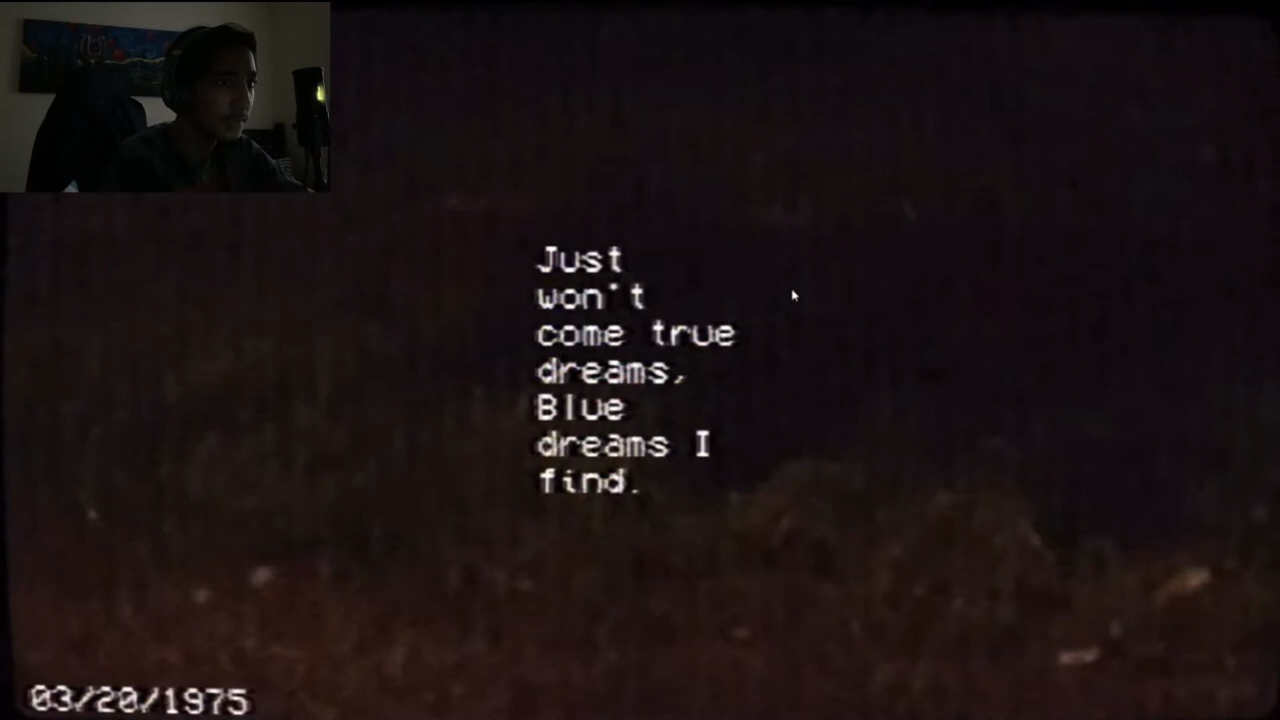 Just
won't
come true
dreams,
Blue
dreams I
find.
03/20/1975